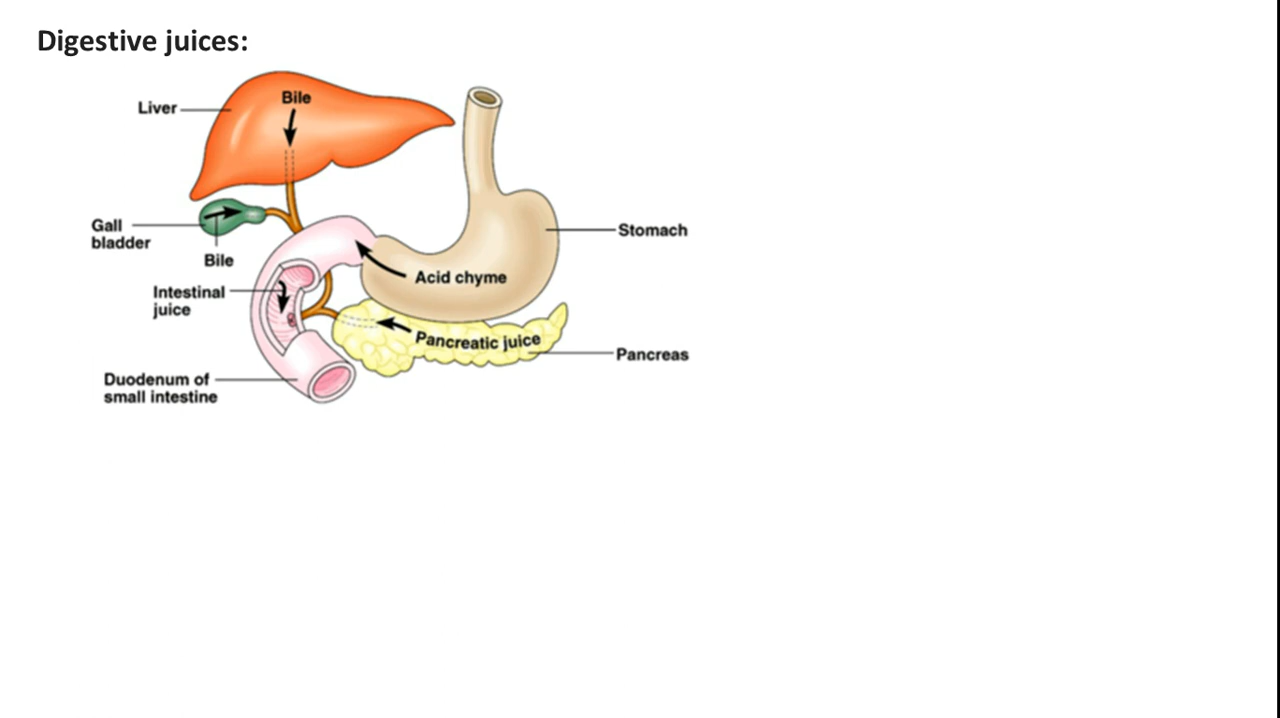 Digestive juices:
Bile
Liver
Gall
bladder
Bile
Stomach
Acid chyme
Intestinal
juice
Pancreatic juice
Pancreas
Duodenum of
small intestine